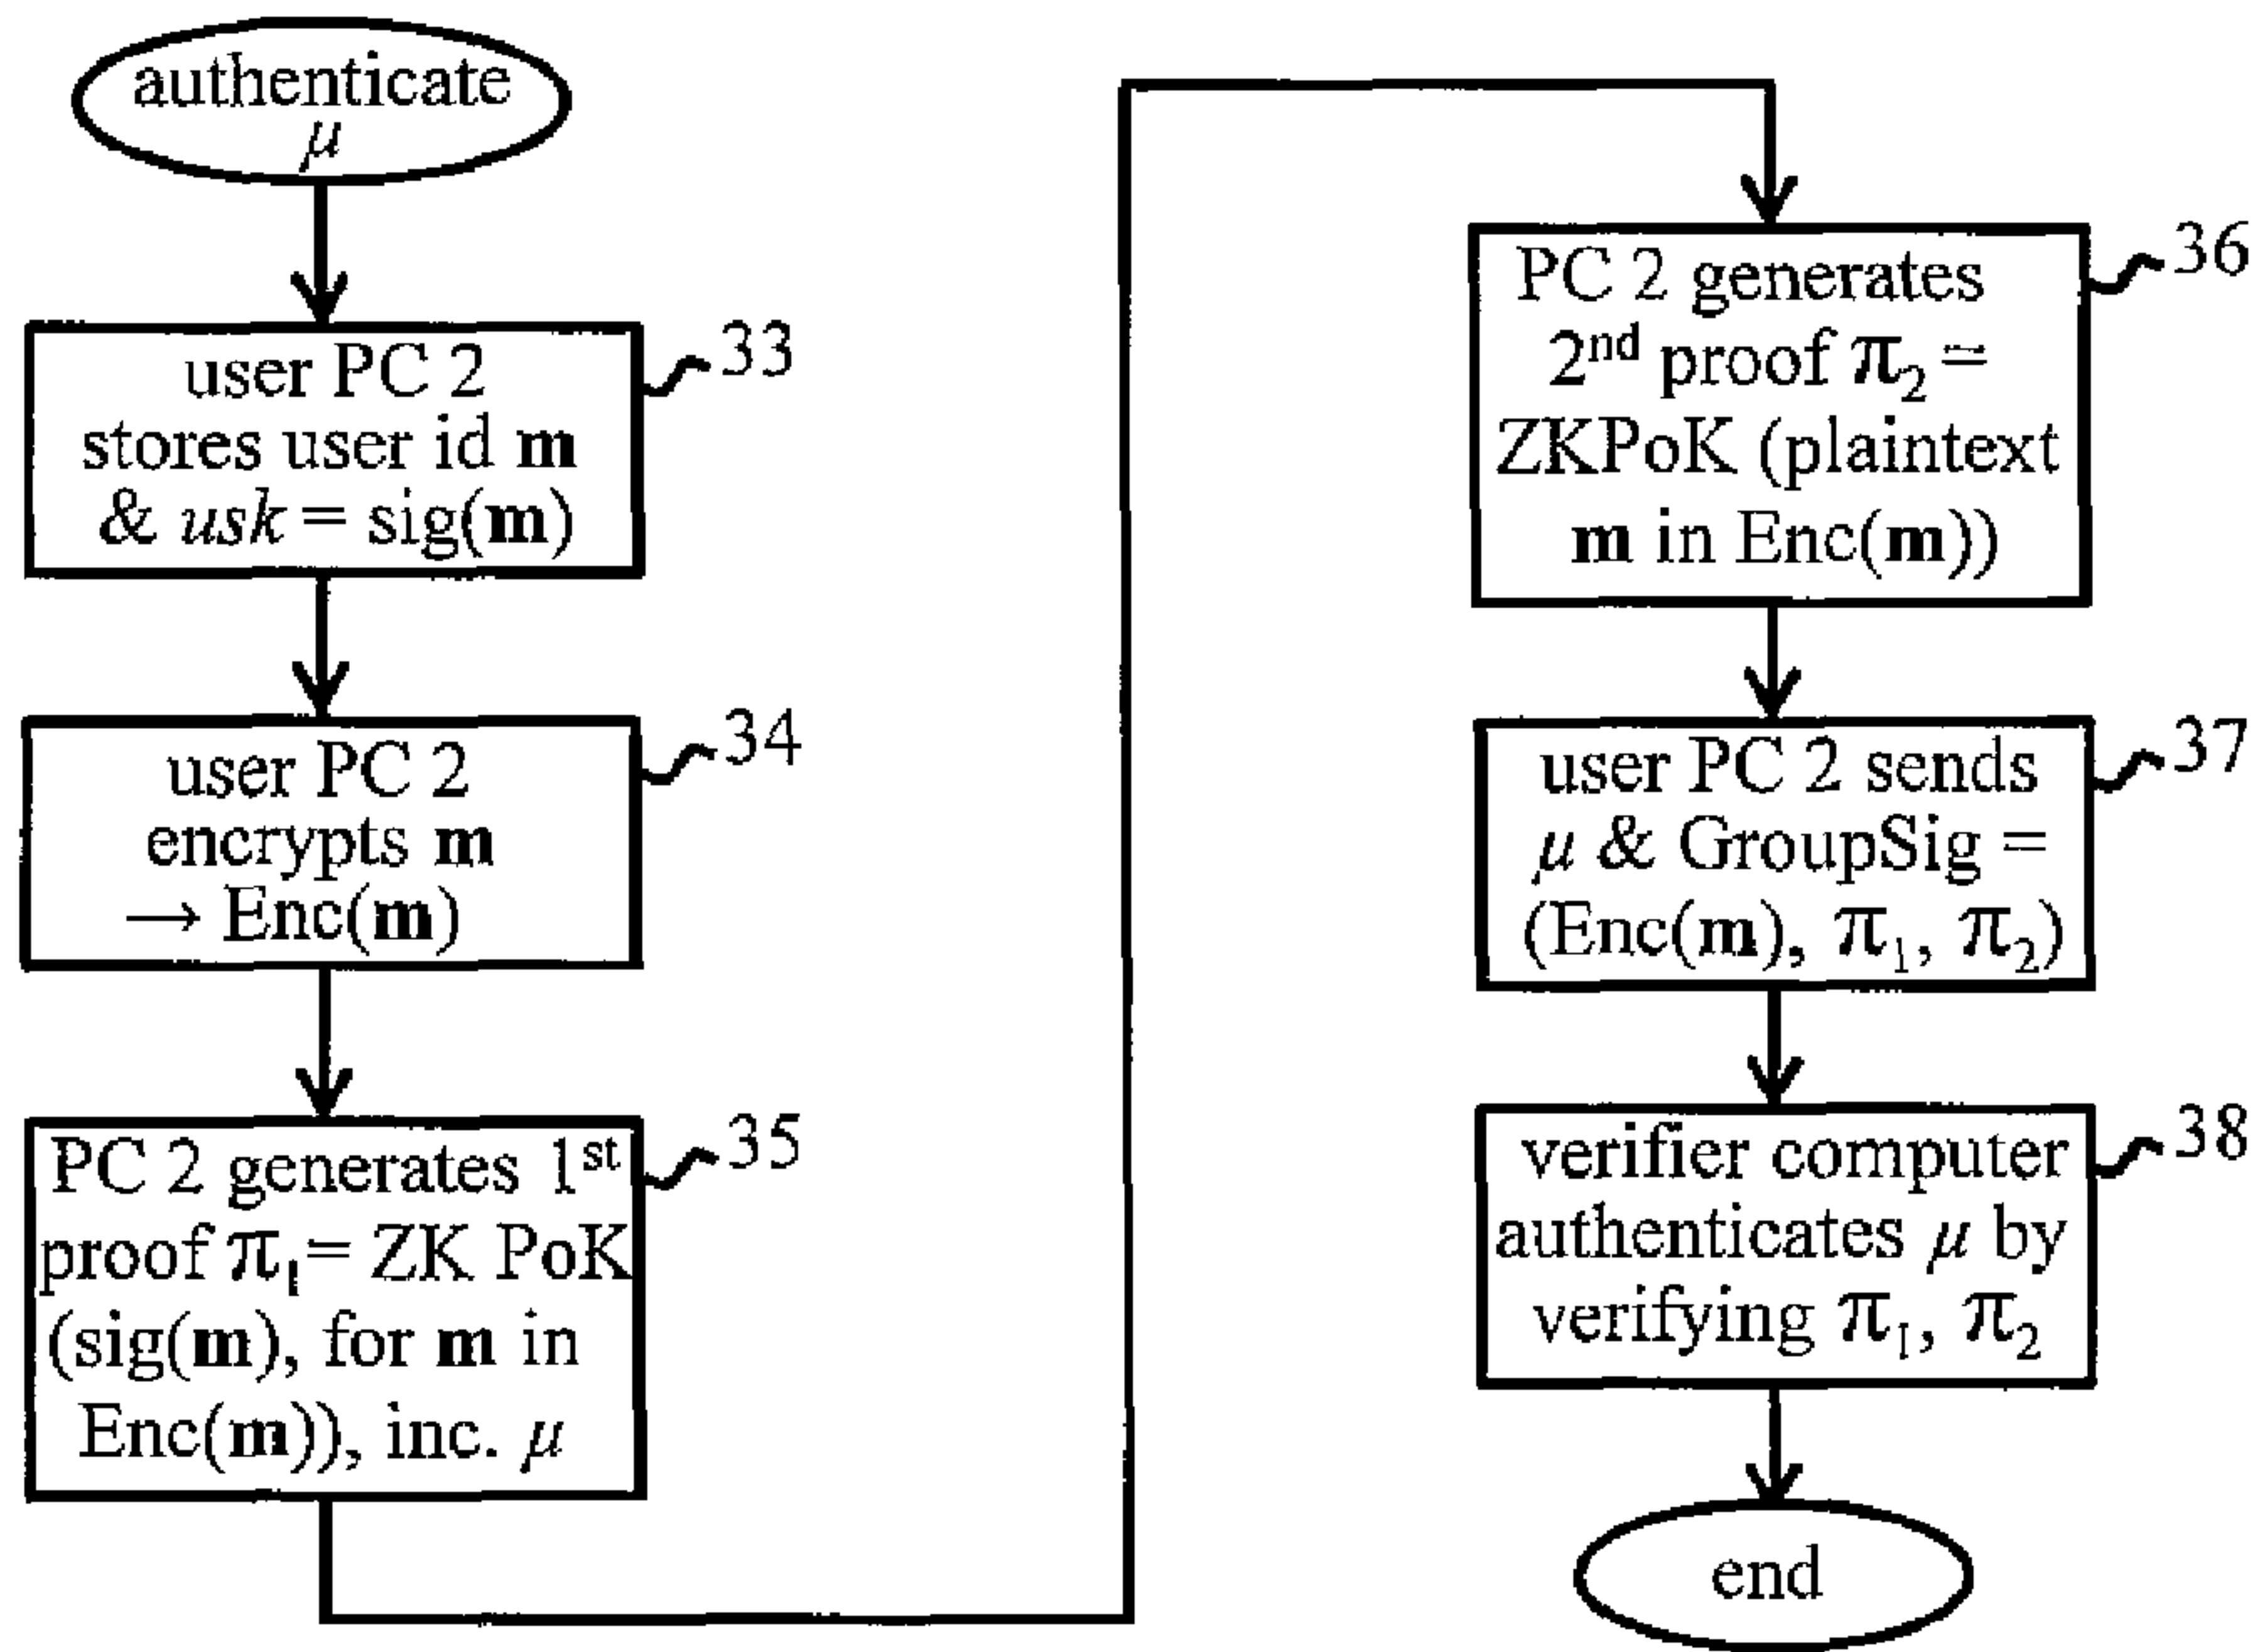 authenticate
μ
user PC 2
stores user id m
& usk = sig(m)
33
user PC 2
encrypts m
→ Enc(m)
34
PC 2 generates 1st
proof π1 = ZK PoK
(sig(m), for m in
Enc(m)), inc. μ
35
PC 2 generates
2nd proof π2 =
ZKPoK (plaintext
m in Enc(m))
36
user PC 2 sends
μ & GroupSig =
(Enc(m), π1, π2)
37
verifier computer
authenticates μ by
verifying π1, π2
38
end